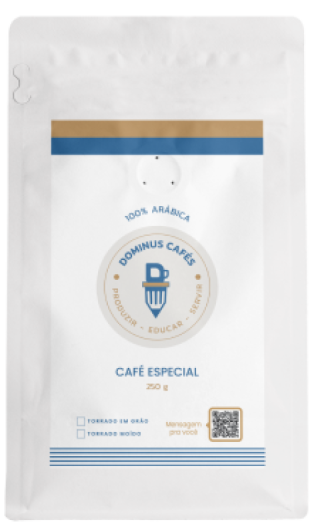 100% ARÁBICA
DOMINUS CAFÉS
PRODUZIR - EDUCAR - SERVIR
CAFÉ ESPECIAL
250 g
TORRADO EM GRÃO
TORRADO MOÍDO
Mensagem
pra você